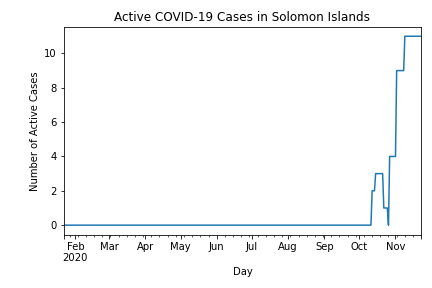 Active COVID-19 Cases in Solomon Islands
Number of Active Cases
10
8
6
4
2
0
Feb Mar Apr May Jun Jul Aug Sep Oct Nov
2020
Day